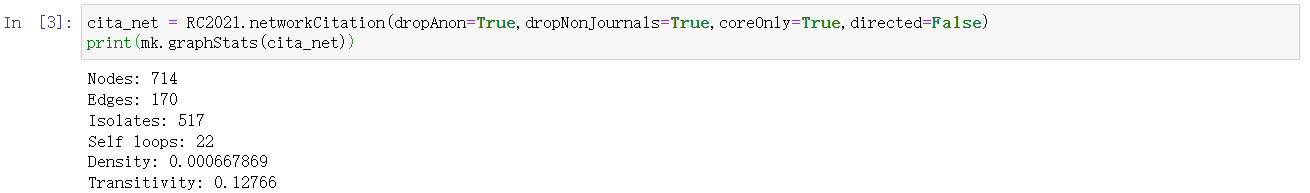 In [3]: cita_net = RC2021.networkCitation(dropAnon=True,dropNonJournals=True,coreOnly=True,directed=False)
print(mk.graphStats(cita_net))
Nodes: 714
Edges: 170
Isolates: 517
Self loops: 22
Density: 0.000667869
Transitivity: 0.12766